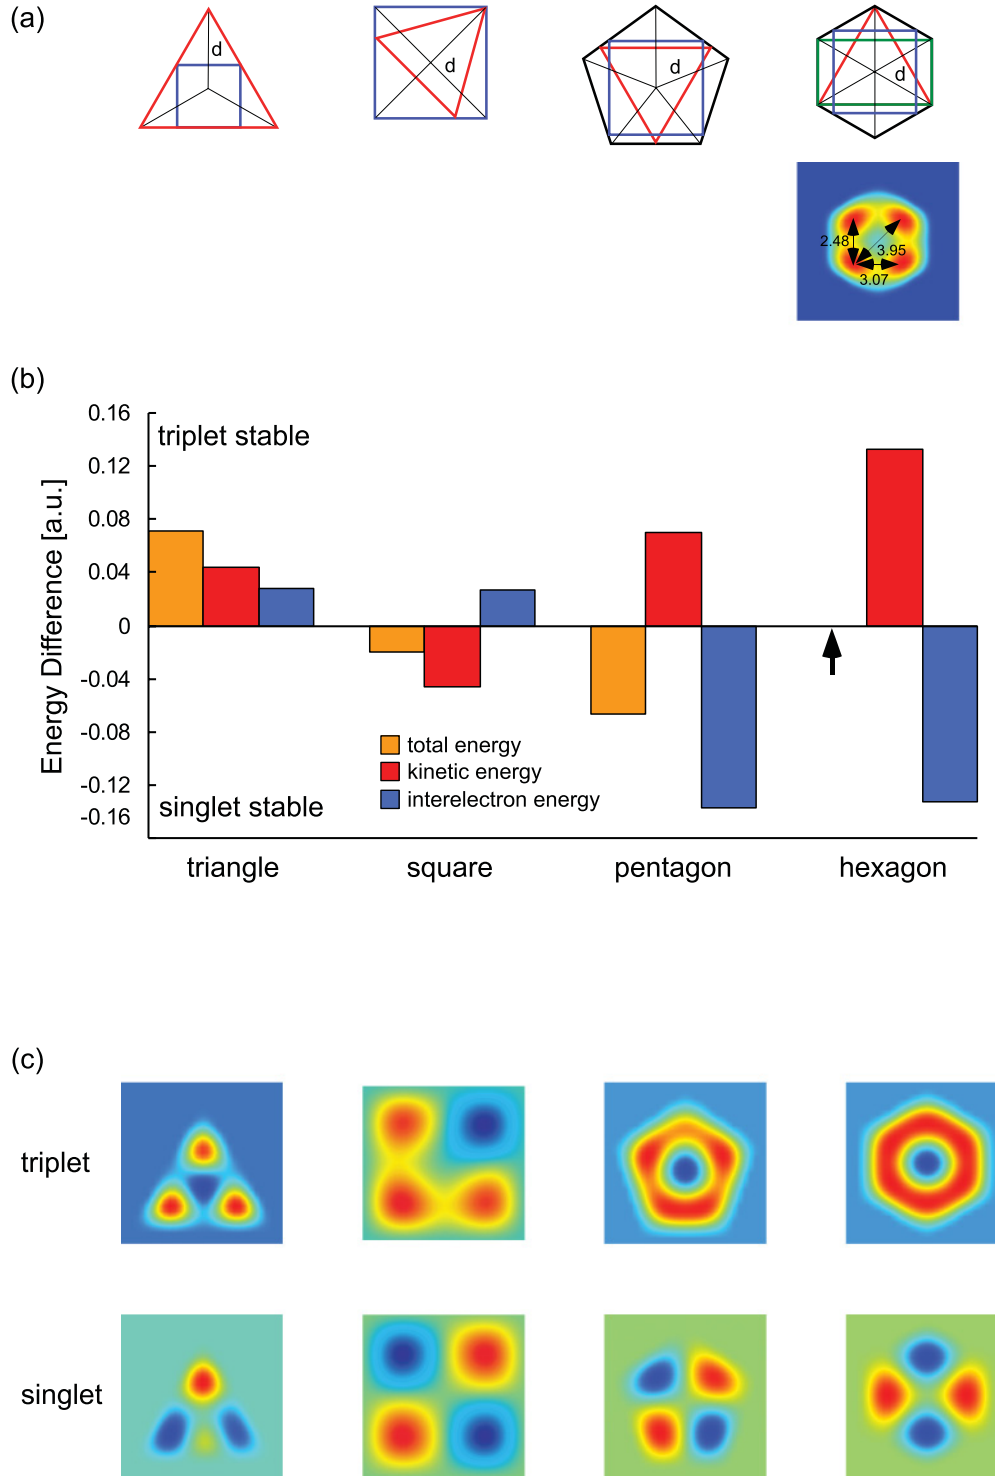 (a)
d
d
d
d
2.48
3.95
3.07
(b)
Energy Difference [a.u.]
0.16
0.12
0.08
0.04
0
-0.04
-0.08
-0.12
-0.16
triplet stable
singlet stable
total energy
kinetic energy
interelectron energy
triangle square pentagon hexagon
(c)
triplet
singlet